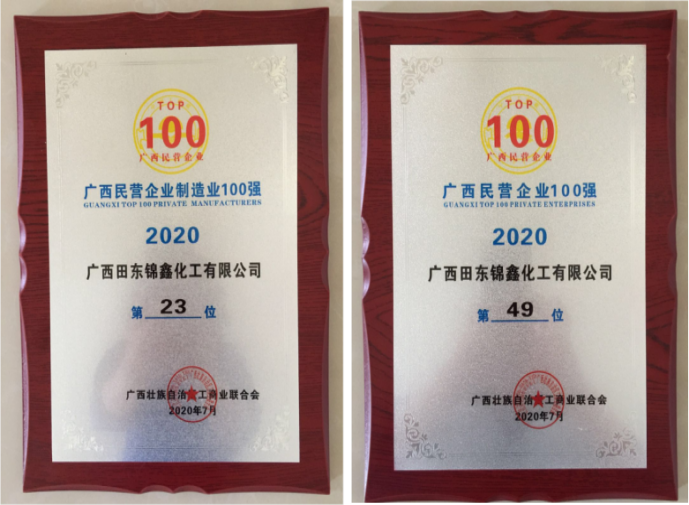 TOP
100
广西民营企业
广西民营企业制造业100强
GUANGXI TOP 100 PRIVATE MANUFACTURERS
2020
广西田东锦鑫化工有限公司
第 23 位
广西壮族自治 工商业联合会
2020年7月
TOP
100
广西民营企业
广西民营企业100强
GUANGXI TOP 100 PRIVATE ENTERPRISES
2020
广西田东锦鑫化工有限公司
第 49 位
广西壮族自治 工商业联合会
2020年7月